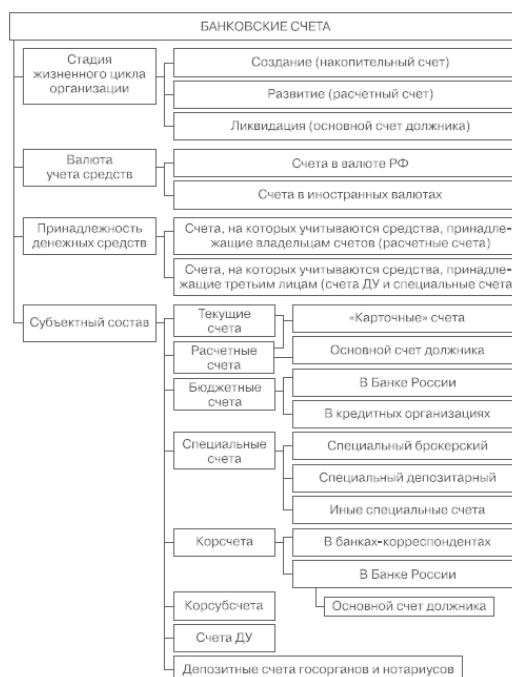 БАНКОВСКИЕ СЧЕТА
Стадия
жизненного цикла
организации
Создание (накопительный счет)
Развитие (расчетный счет)
Ликвидация (основной счет должника)
Валюта
учета средств
Счета в валюте РФ
Счета в иностранных валютах
Принадлежность
денежных средств
Счета, на которых учитываются средства, принадле-
жащие владельцам счетов (расчетные счета)
Счета, на которых учитываются средства, принадле-
жащие третьим лицам (счета ДУ и специальные счета
Субъектный состав
Текущие
счета
«Карточные» счета
Расчетные
счета
Основной счет должника
Бюджетные
счета
В Банке России
В кредитных организациях
Специальные
счета
Специальный брокерский
Специальный депозитарный
Иные специальные счета
Корсчета
В банках-корреспондентах
В Банке России
Основной счет должника
Корсубсчета
Счета ДУ
Депозитные счета госорганов и нотариусов